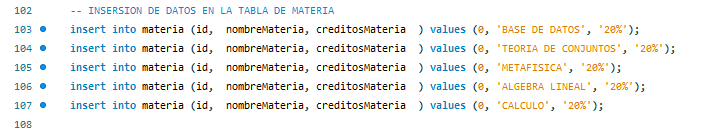 102 -- INSERSION DE DATOS EN LA TABLA DE MATERIA
103 insert into materia (id,  nombreMateria, creditosMateria  ) values (0, 'BASE DE DATOS', '20%');
104 insert into materia (id,  nombreMateria, creditosMateria  ) values (0, 'TEORIA DE CONJUNTOS', '20%');
105 insert into materia (id,  nombreMateria, creditosMateria  ) values (0, 'METAFISICA', '20%');
106 insert into materia (id,  nombreMateria, creditosMateria  ) values (0, 'ALGEBRA LINEAL', '20%');
107 insert into materia (id,  nombreMateria, creditosMateria  ) values (0, 'CALCULO', '20%');
108